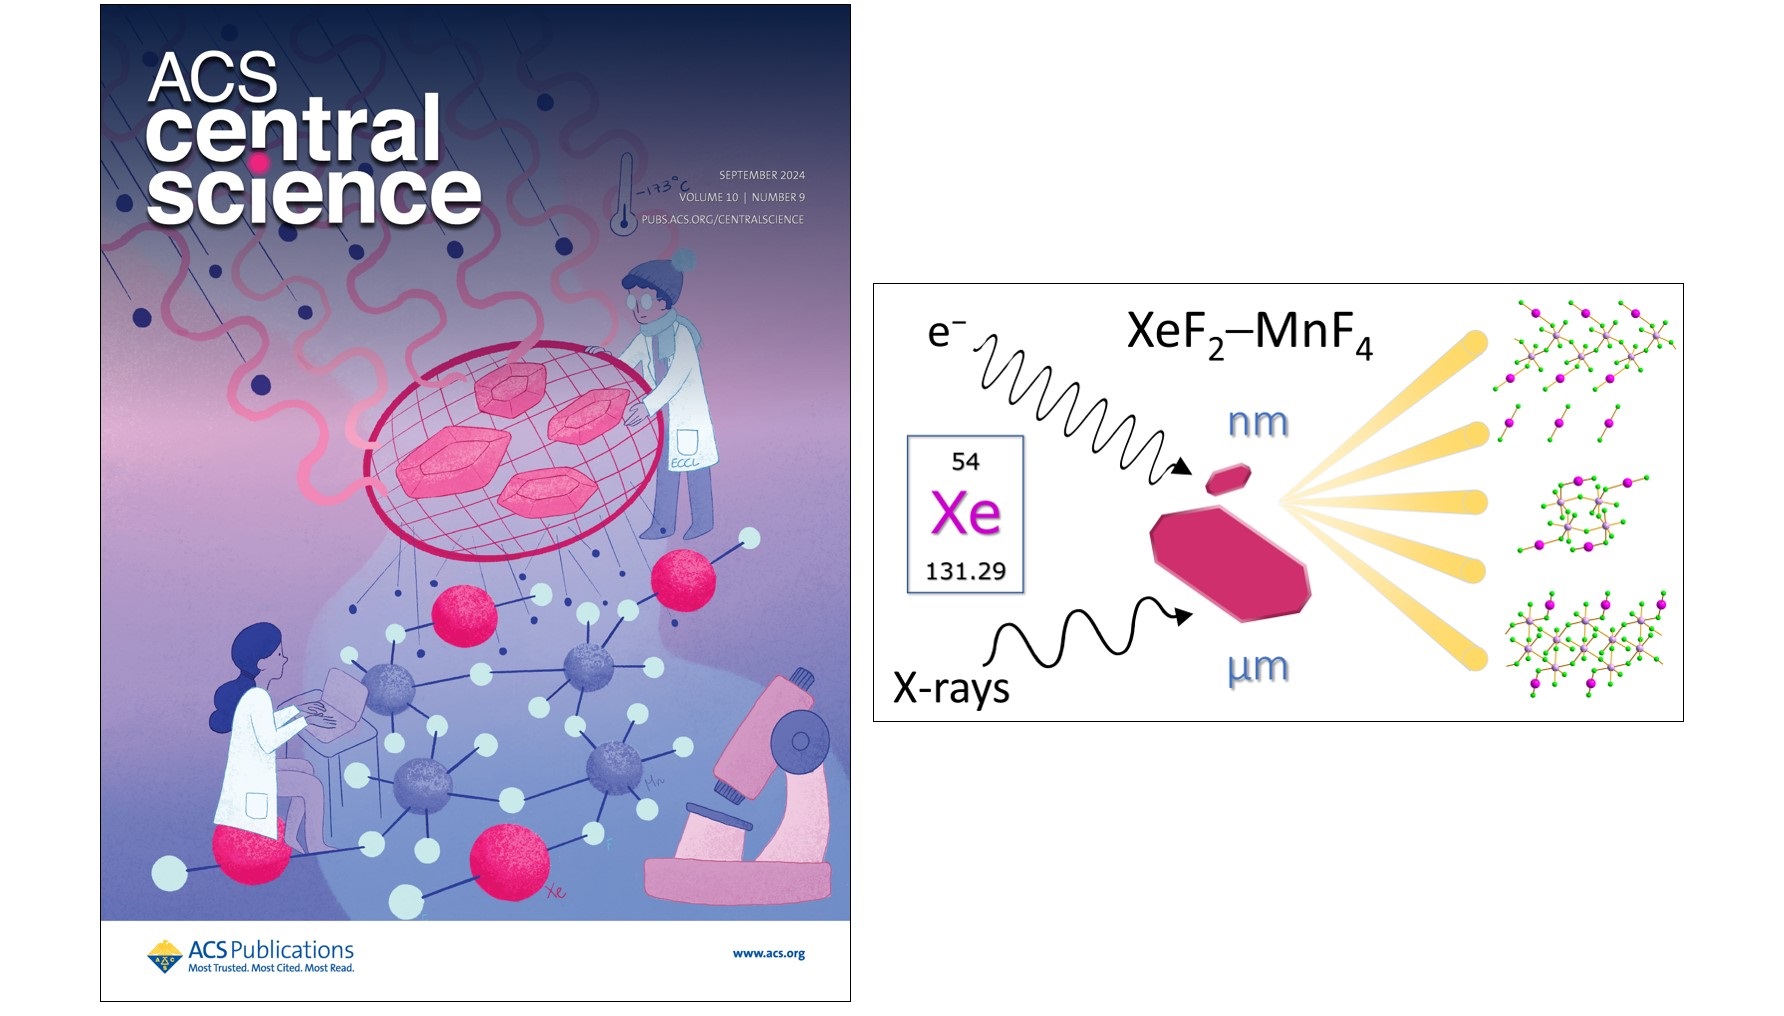 ACS
central
science
-173°C
SEPTEMBER 2024
VOLUME 10 | NUMBER 9
PUBS.ACS.ORG/CENTRALSCIENCE
ECCL
Mn
F
Xe
F
ACS Publications
Most Trusted. Most Cited. Most Read.
www.acs.org
e⁻
XeF₂–MnF₄
nm
54
Xe
131.29
X-rays
µm